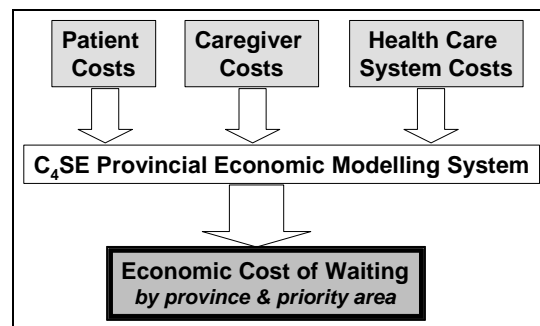 Patient
Costs
Caregiver
Costs
Health Care
System Costs
C₄SE Provincial Economic Modelling System
Economic Cost of Waiting
by province & priority area